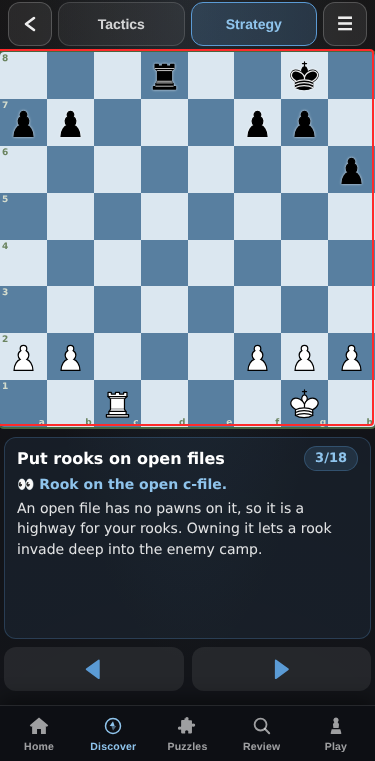 Tactics
Strategy
8
7
6
5
4
3
2
1
a
b
c
d
e
f
g
h
Put rooks on open files
3/18
Rook on the open c-file.
An open file has no pawns on it, so it is a
highway for your rooks. Owning it lets a rook
invade deep into the enemy camp.
Home
Discover
Puzzles
Review
Play